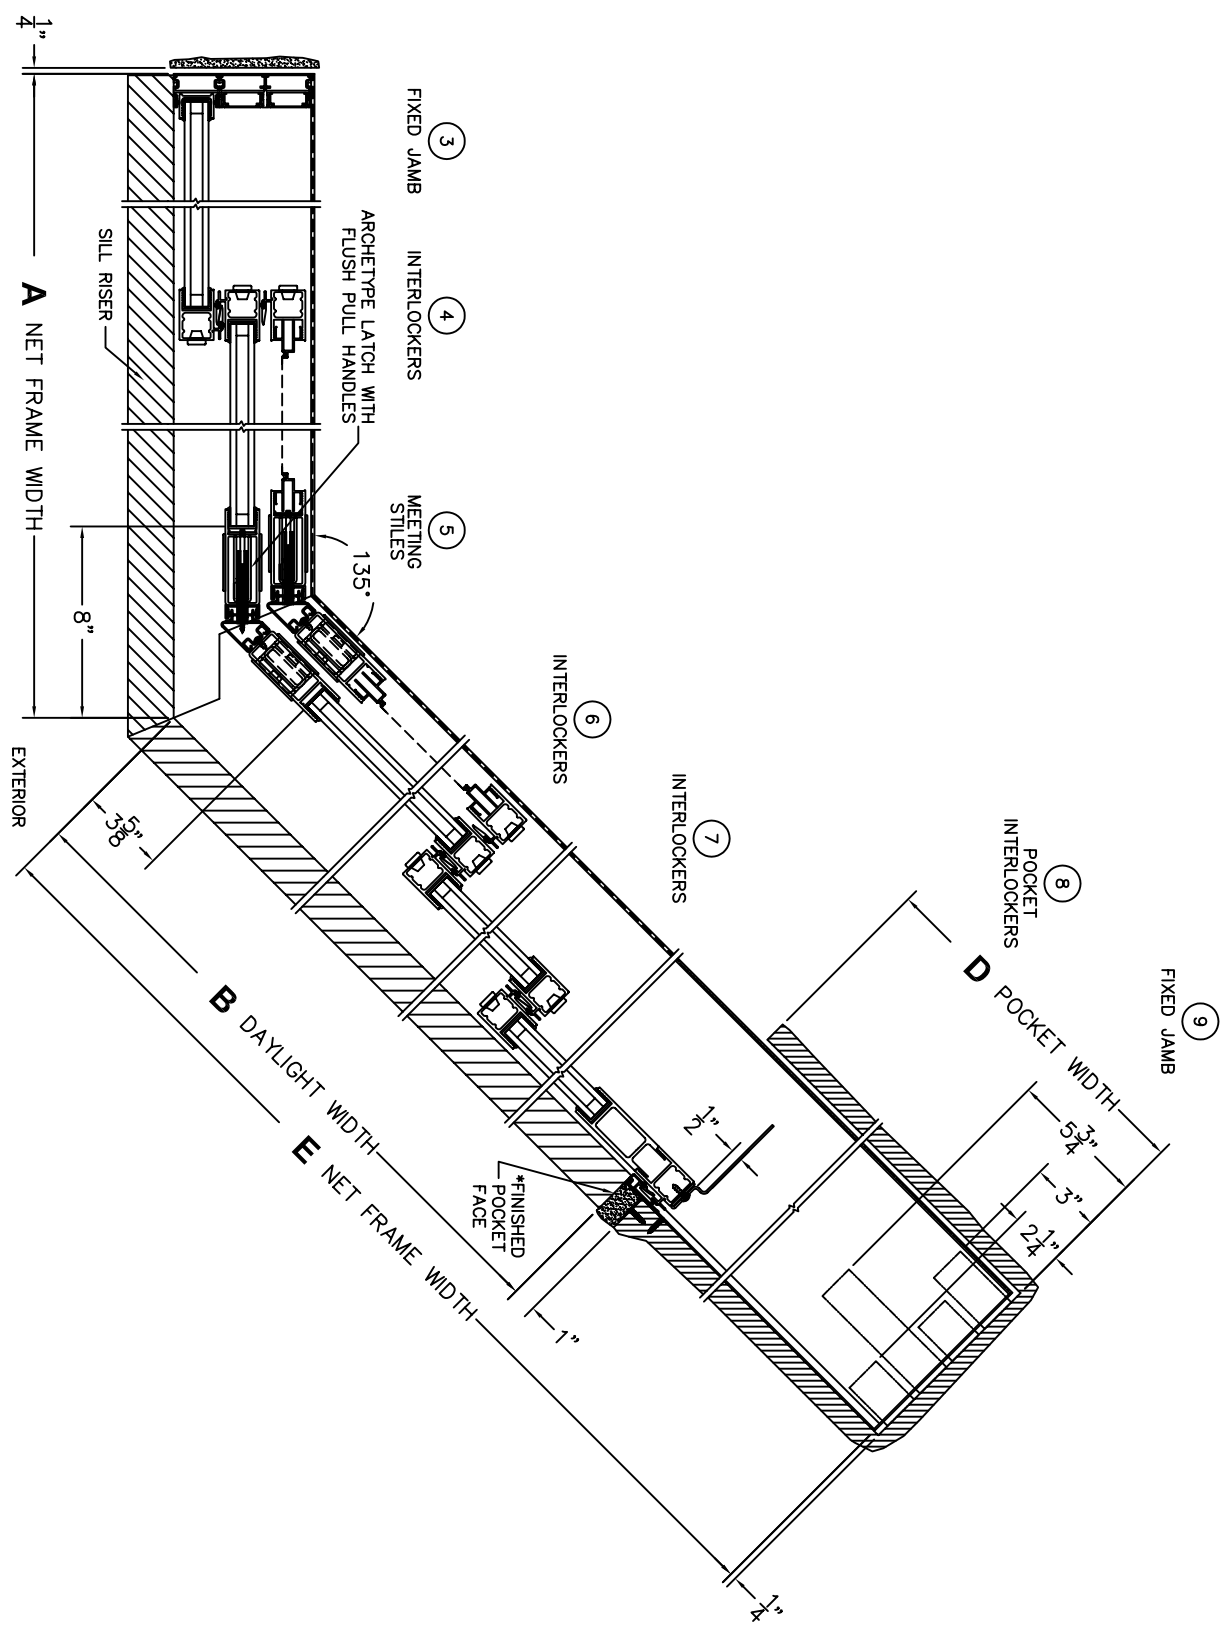 1/4"
3
FIXED JAMB
4
INTERLOCKERS
ARCHETYPE LATCH WITH
FLUSH PULL HANDLES
SILL RISER
A NET FRAME WIDTH
5
MEETING
STILES
135°
8"
6
INTERLOCKERS
7
INTERLOCKERS
EXTERIOR
3 5/8"
8
POCKET
INTERLOCKERS
9
FIXED JAMB
D POCKET WIDTH
5 3/4"
3"
2 1/4"
1/2"
*FINISHED
POCKET
FACE
B DAYLIGHT WIDTH
E NET FRAME WIDTH
1"
1/4"